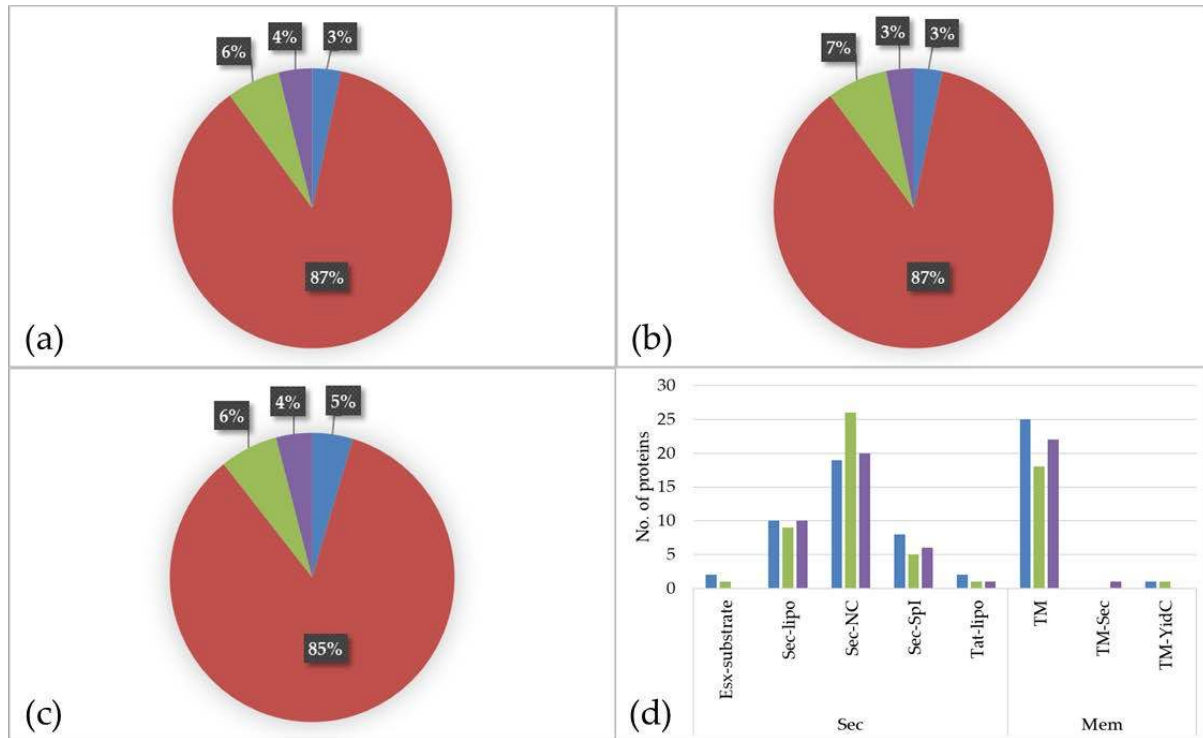 6%
4%
3%
87%
(a)
7%
3%
3%
87%
(b)
6%
4%
5%
85%
(c)
30
25
20
15
10
5
0
No. of proteins
Esx-substrate
Sec-lipo
Sec-NC
Sec-SpI
Tat-lipo
TM
TM-Sec
TM-YidC
Sec
Mem
(d)